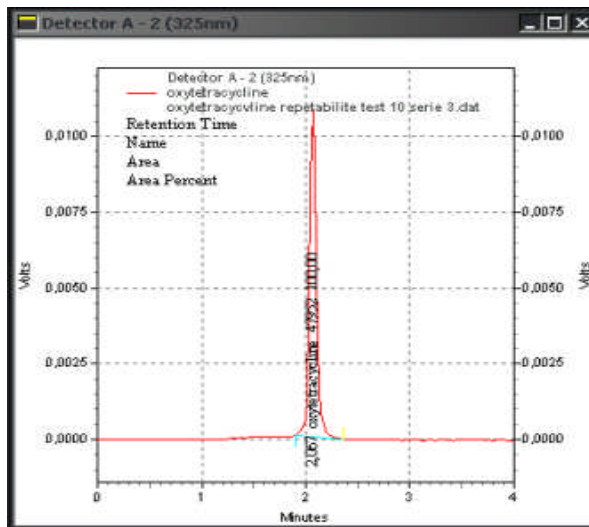 Detector A - 2 (325nm)
Detector A - 2 (325nm)
oxytetracycline
oxytetracycvline repetabilite test 10 serie 3.dat
Retention Time
Name
Area
Area Percent
0,0100
0,0075
0,0050
0,0025
0,0000
Volts
0,0100
0,0075
0,0050
0,0025
0,0000
Volts
2,067 oxytetracycline 47952 100,00
0 1 2 3 4
Minutes